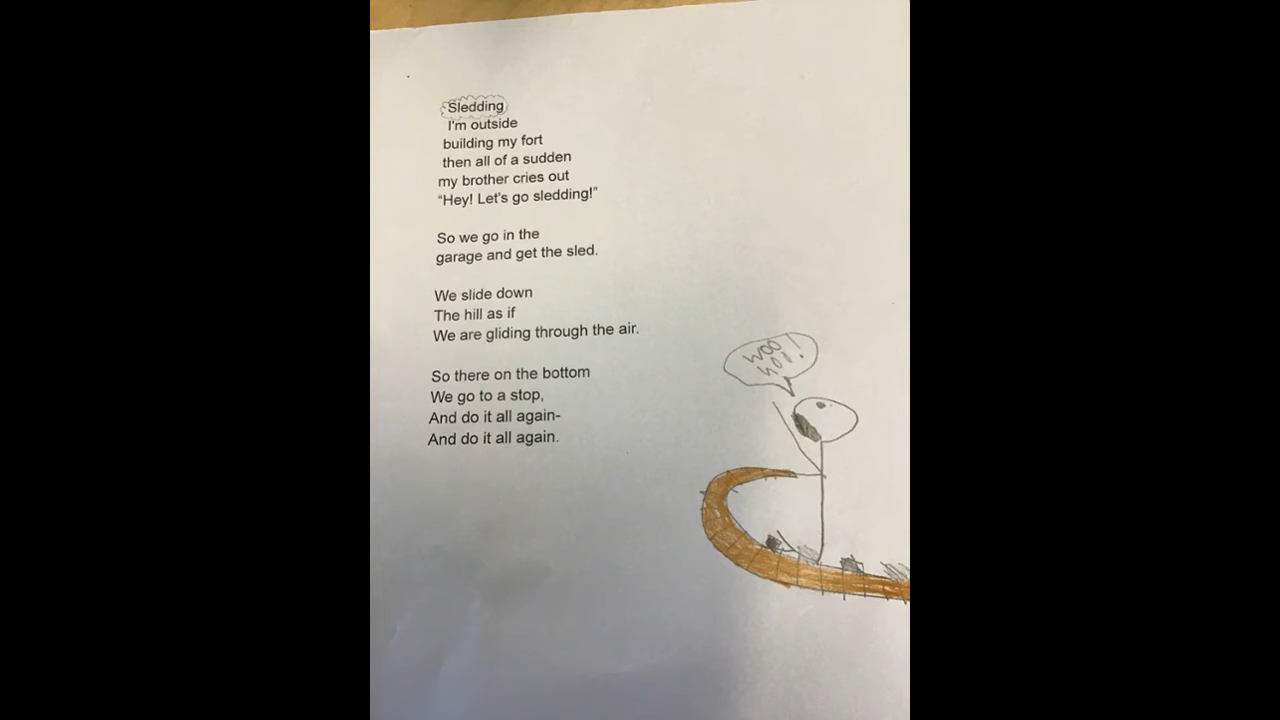 Sledding
I'm outside
building my fort
then all of a sudden
my brother cries out
“Hey! Let's go sledding!”
So we go in the
garage and get the sled.
We slide down
The hill as if
We are gliding through the air.
So there on the bottom
We go to a stop,
And do it all again-
And do it all again.
WOO
HOO!